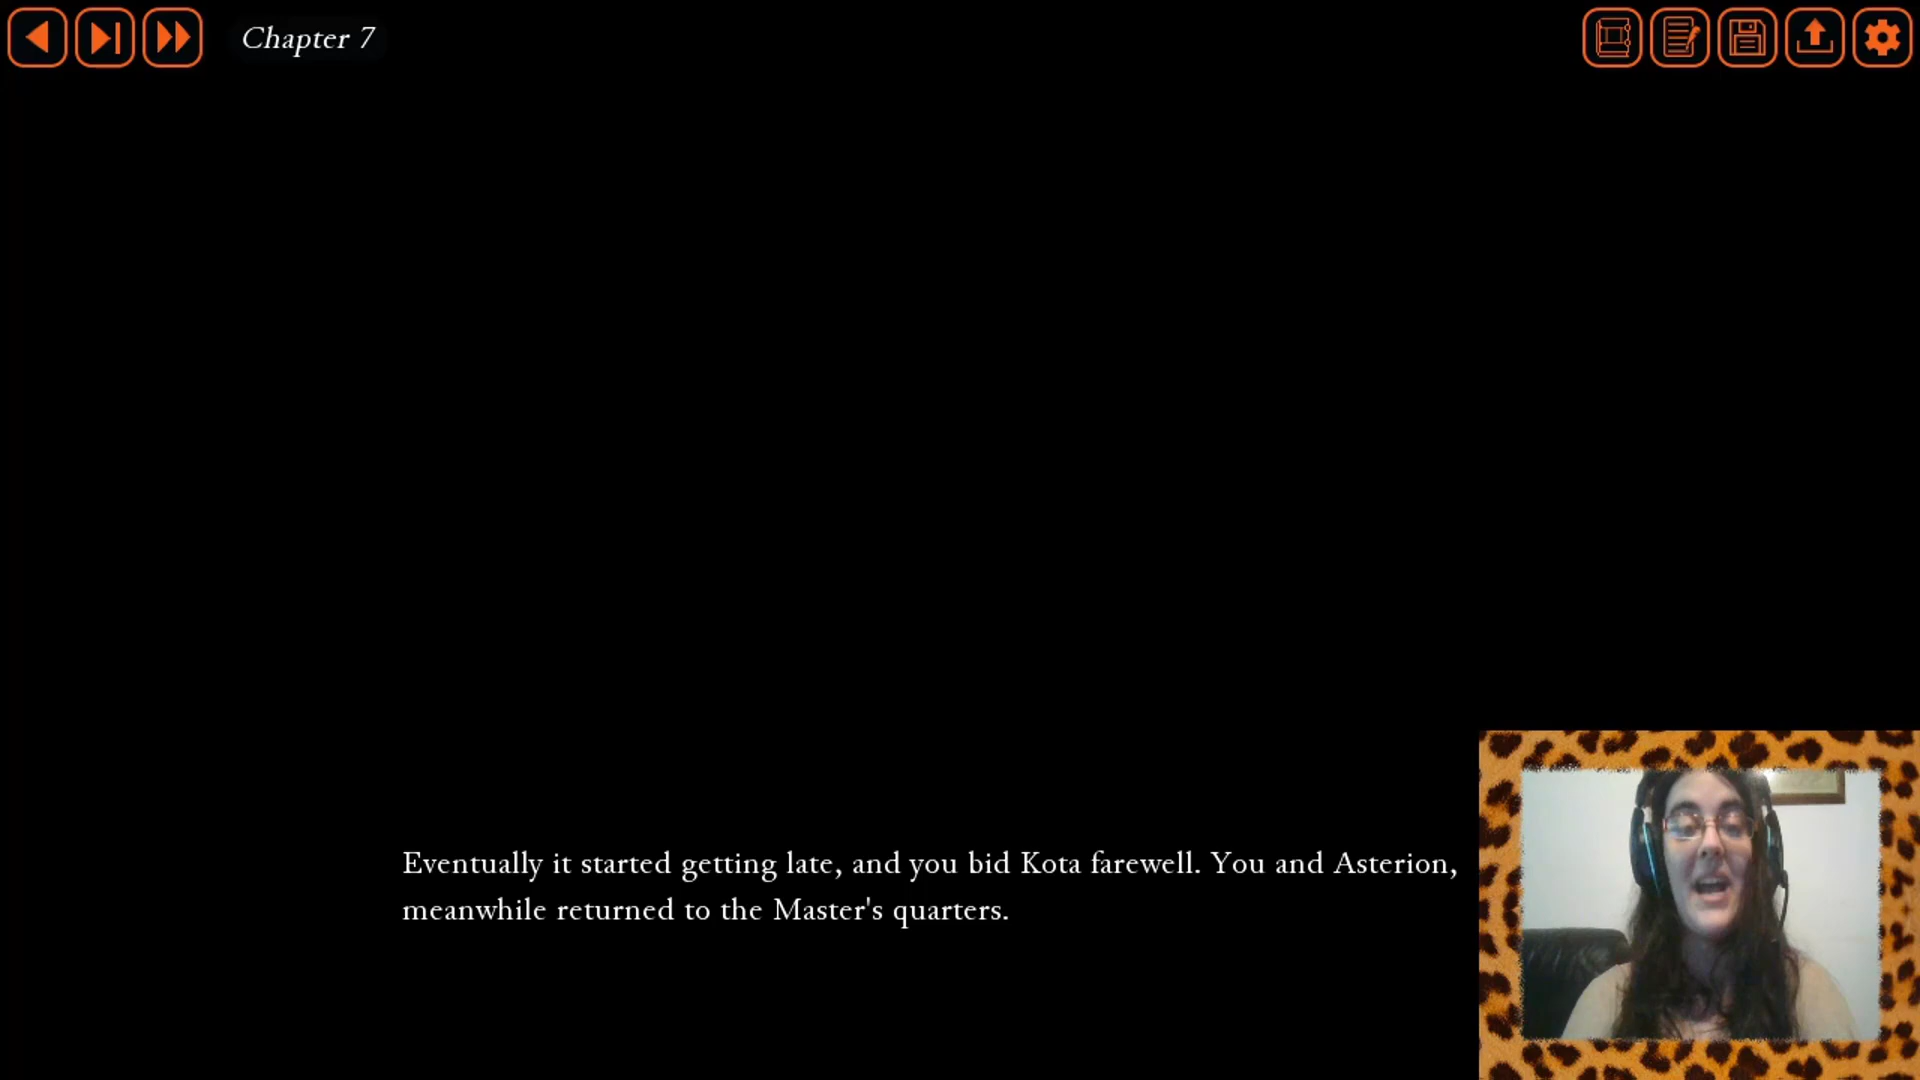 Chapter 7
Eventually it started getting late, and you bid Kota farewell. You and Asterion,
meanwhile returned to the Master's quarters.